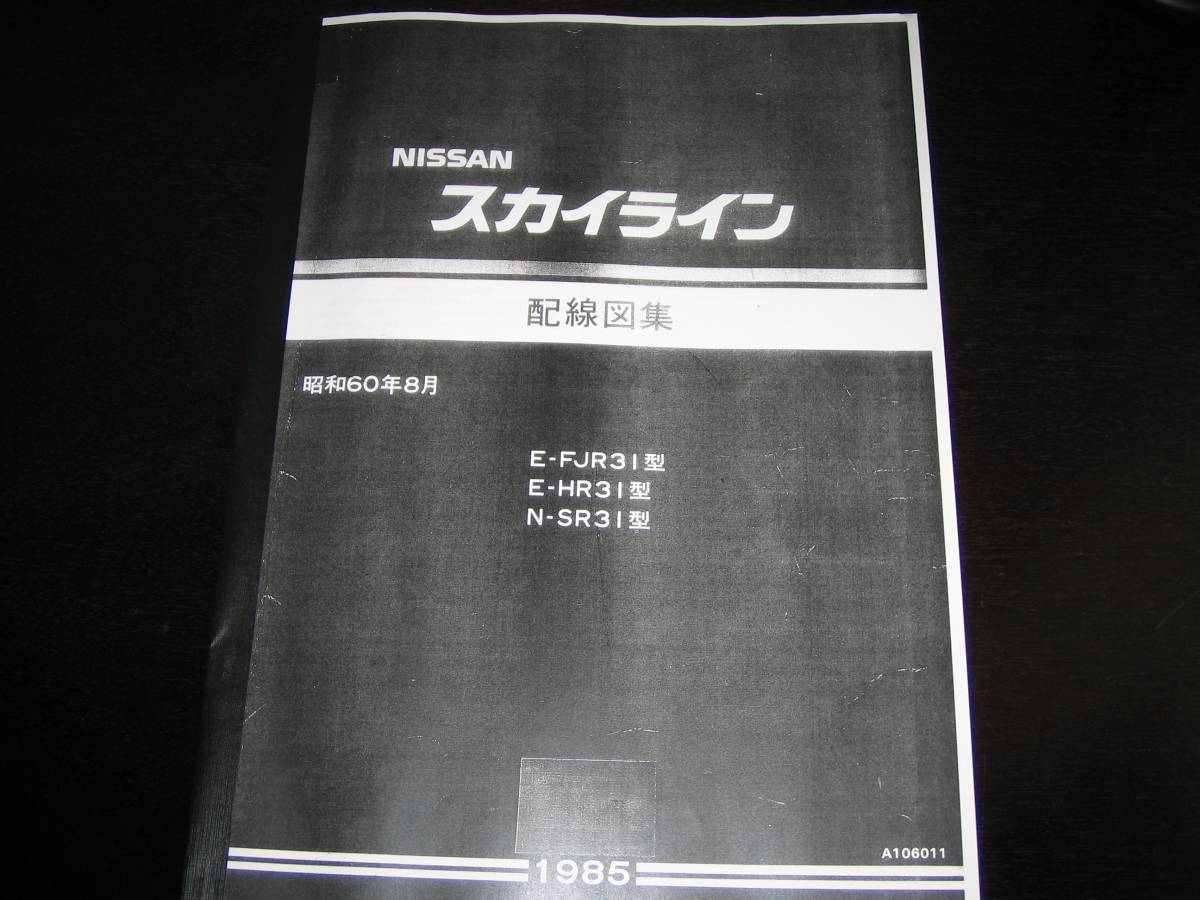 NISSAN
スカイライン
配線図集
昭和60年8月
E-FJR31型
E-HR31型
N-SR31型
A106011
1985